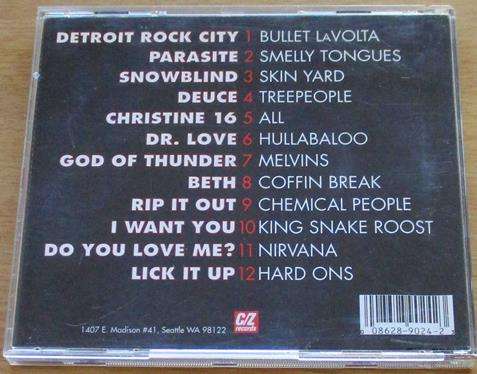 DETROIT ROCK CITY 1 BULLET LAVOLTA
PARASITE 2 SMELLY TONGUES
SNOWBLIND 3 SKIN YARD
DEUCE 4 TREEPEOPLE
CHRISTINE 16 5 ALL
DR. LOVE 6 HULLABALOO
GOD OF THUNDER 7 MELVINS
BETH 8 COFFIN BREAK
RIP IT OUT 9 CHEMICAL PEOPLE
I WANT YOU 10 KING SNAKE ROOST
DO YOU LOVE ME? 11 NIRVANA
LICK IT UP 12 HARD ONS
1407 E. Madison #41, Seattle WA 98122
C/Z
records
08628-9024-2